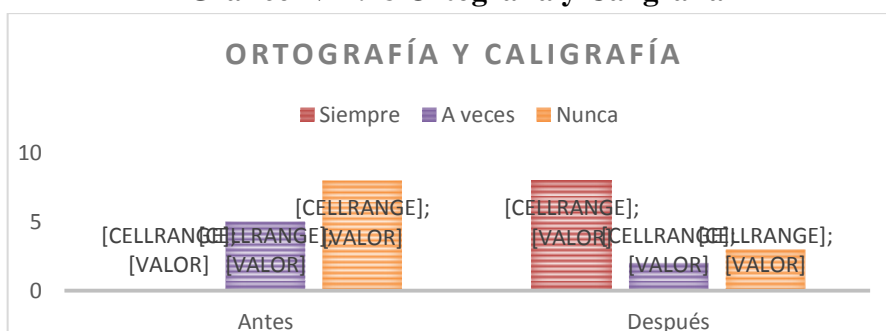 ORTOGRAFÍA Y CALIGRAFÍA
Siempre A veces Nunca
10
5
0
[CELLRANGE]; [VALOR]
[CELLRANGE]; [VALOR]
[CELLRANGE]; [VALOR]
[CELLRANGE]; [VALOR]
[CELLRANGE]; [VALOR]
[CELLRANGE]; [VALOR]
Antes Después